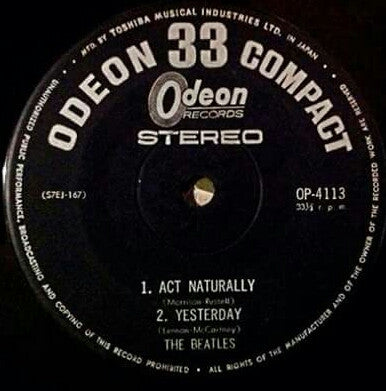 MFD. BY TOSHIBA MUSICAL INDUSTRIES LTD. IN JAPAN.
ODEON 33 COMPACT
Odeon
RECORDS
STEREO
(S7EJ-167)
OP-4113
33⅓ r.p.m.
1. ACT NATURALLY
(Morrison-Russell)
2. YESTERDAY
(Lennon-McCartney)
THE BEATLES
UNAUTHORIZED PUBLIC PERFORMANCE, BROADCASTING AND COPYING OF THIS RECORD PROHIBITED • ALL RIGHTS OF THE MANUFACTURER AND OF THE OWNER OF THE RECORDED WORK ARE RESERVED